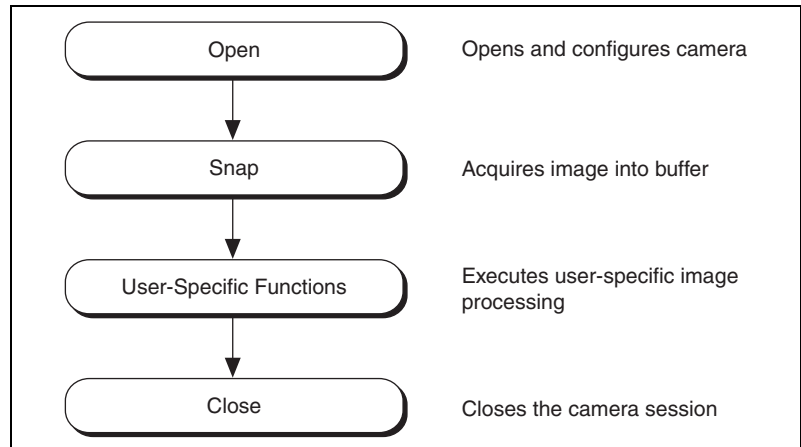 Open
Opens and configures camera
Snap
Acquires image into buffer
User-Specific Functions
Executes user-specific image
processing
Close
Closes the camera session